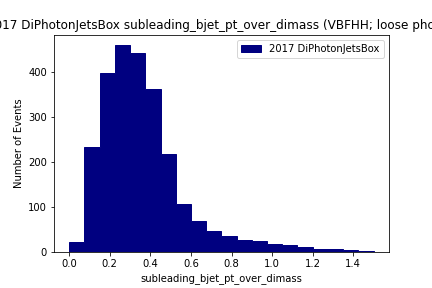 017 DiPhotonJetsBox subleading_bjet_pt_over_dimass (VBFHH; loose pho
2017 DiPhotonJetsBox
Number of Events
400
300
200
100
0
0.0 0.2 0.4 0.6 0.8 1.0 1.2 1.4
subleading_bjet_pt_over_dimass